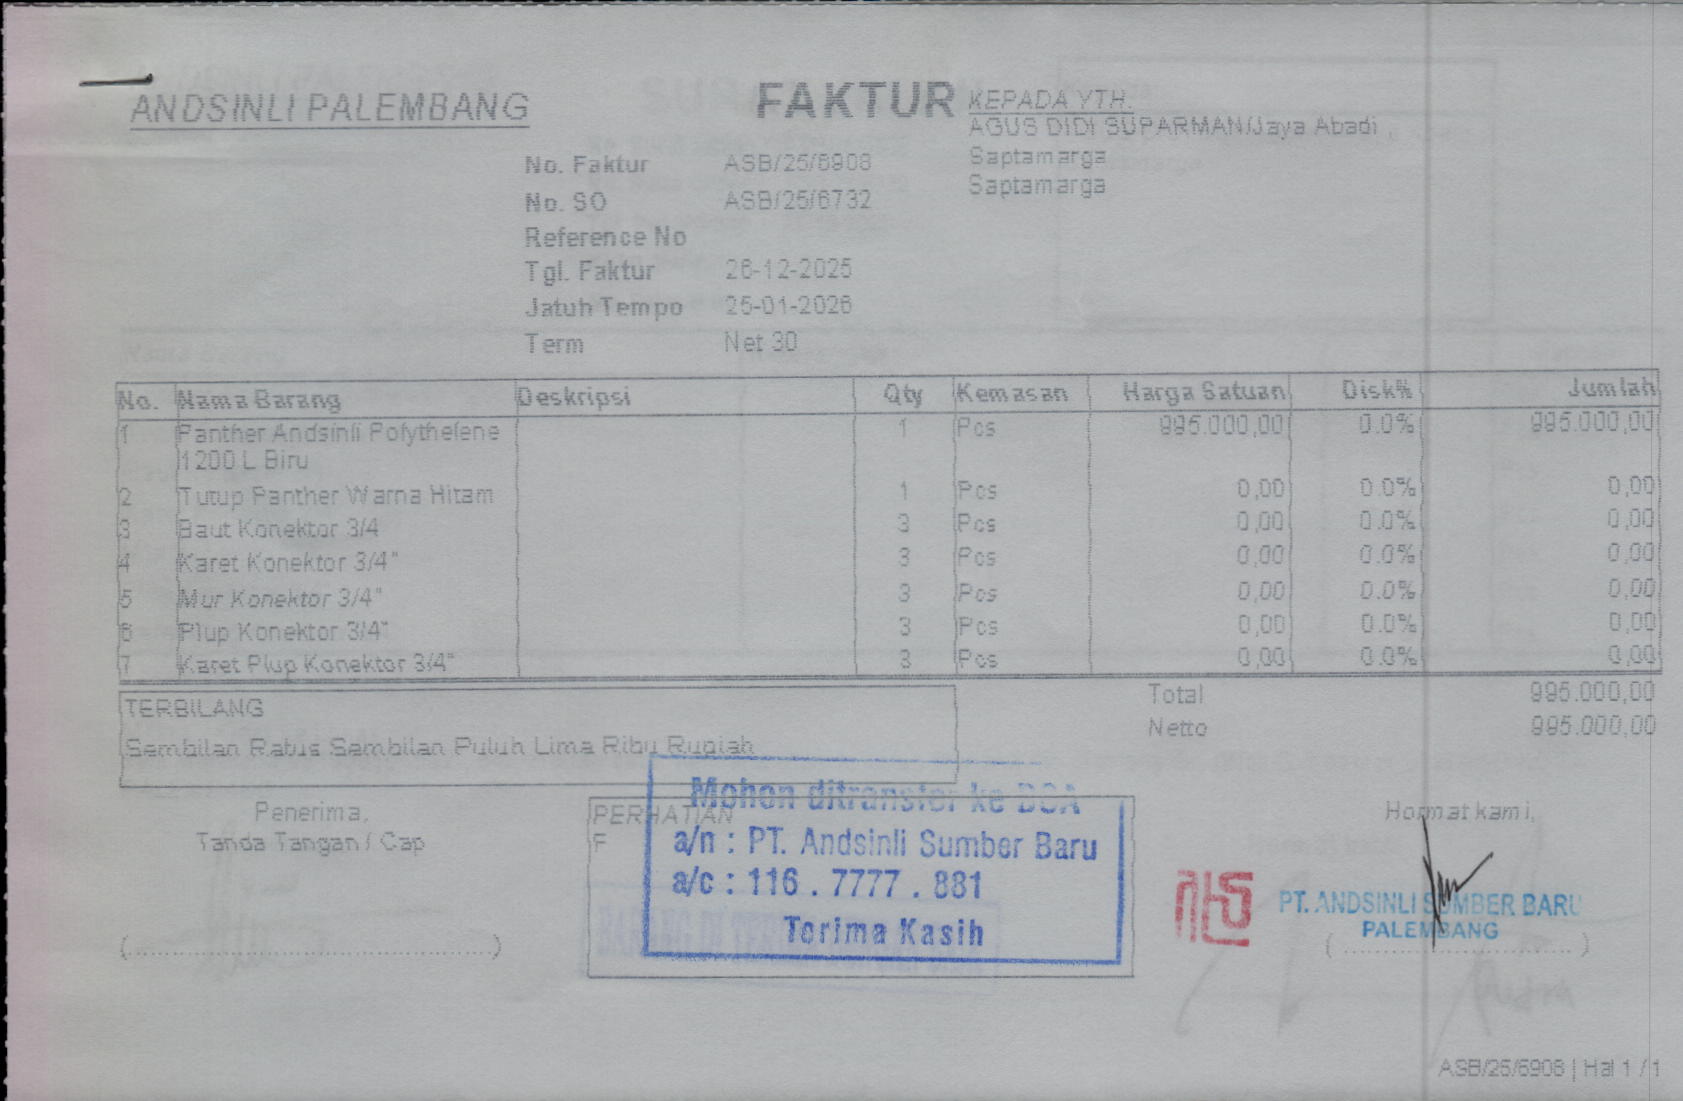 ANDSINLI PALEMBANG
FAKTUR
KEPADA YTH.
AGUS DIDI SUPARMAN/Jaya Abadi ,
Saptamarga
Saptamarga
No. Faktur ASB/25/6908
No. SO ASB/25/6732
Reference No
Tgl. Faktur 26-12-2025
Jatuh Tempo 25-01-2026
Term Net 30
No. Nama Barang Deskripsi Qty Kemasan Harga Satuan Disk% Jumlah
1 Panther Andsinli Polythelene 1 Pcs 995.000,00 0.0% 995.000,00
1200 L Biru
2 Tutup Panther Warna Hitam 1 Pcs 0,00 0.0% 0,00
3 Baut Konektor 3/4 3 Pcs 0,00 0.0% 0,00
4 Karet Konektor 3/4" 3 Pcs 0,00 0.0% 0,00
5 Mur Konektor 3/4" 3 Pcs 0,00 0.0% 0,00
6 Plup Konektor 3/4" 3 Pcs 0,00 0.0% 0,00
7 Karet Plup Konektor 3/4" 3 Pcs 0,00 0.0% 0,00
Total 995.000,00
Netto 995.000,00
TERBILANG
Sembilan Ratus Sembilan Puluh Lima Ribu Rupiah
Penerima,
Tanda Tangan / Cap
(............................................)
PERHATIAN
F
Mohon ditransfer ke BCA
a/n : PT. Andsinli Sumber Baru
a/c : 116 . 7777 . 881
Terima Kasih
Hormat kami,
PT. ANDSINLI SUMBER BARU
PALEMBANG
(............................)
ASB/25/6908 | Hal 1 / 1